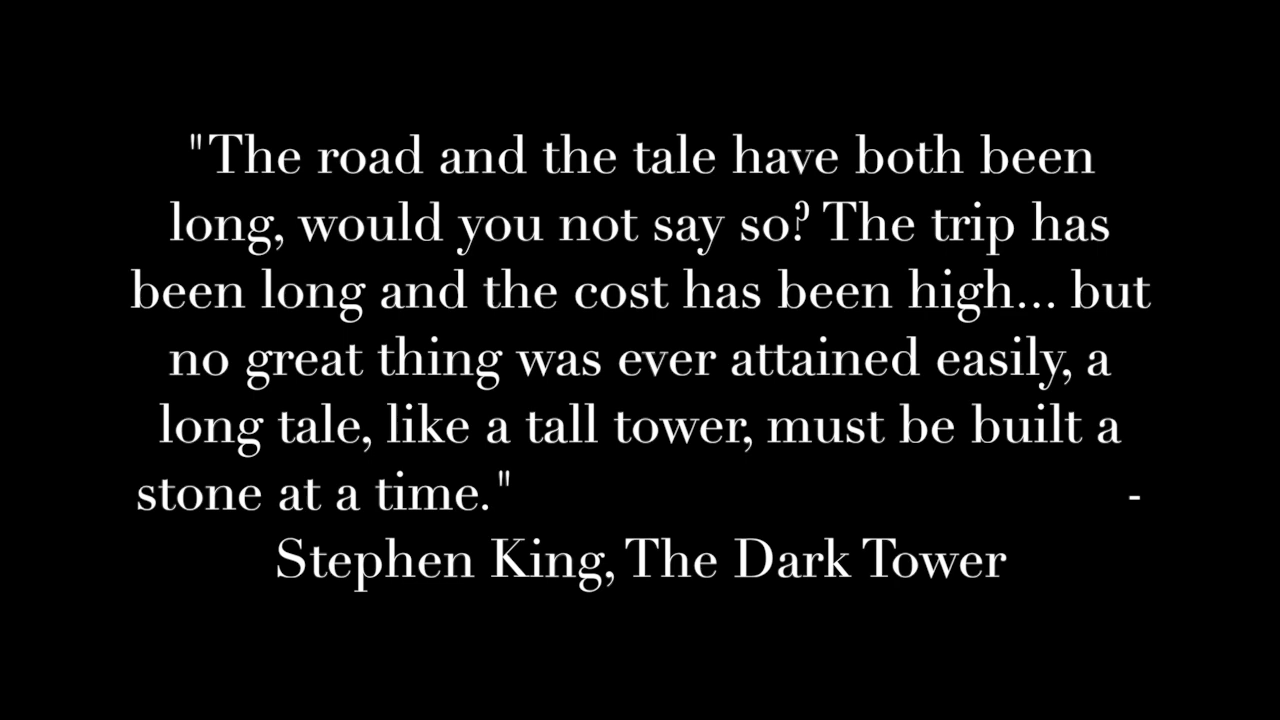 "The road and the tale have both been
long, would you not say so? The trip has
been long and the cost has been high... but
no great thing was ever attained easily, a
long tale, like a tall tower, must be built a
stone at a time." -
Stephen King, The Dark Tower